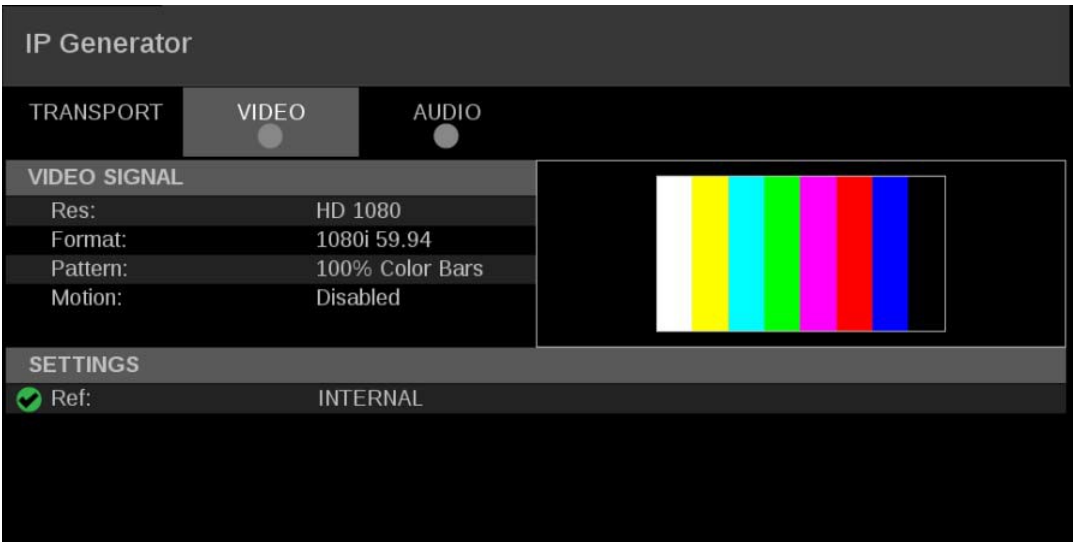 IP Generator
TRANSPORT VIDEO AUDIO
VIDEO SIGNAL
Res: HD 1080
Format: 1080i 59.94
Pattern: 100% Color Bars
Motion: Disabled
SETTINGS
Ref: INTERNAL